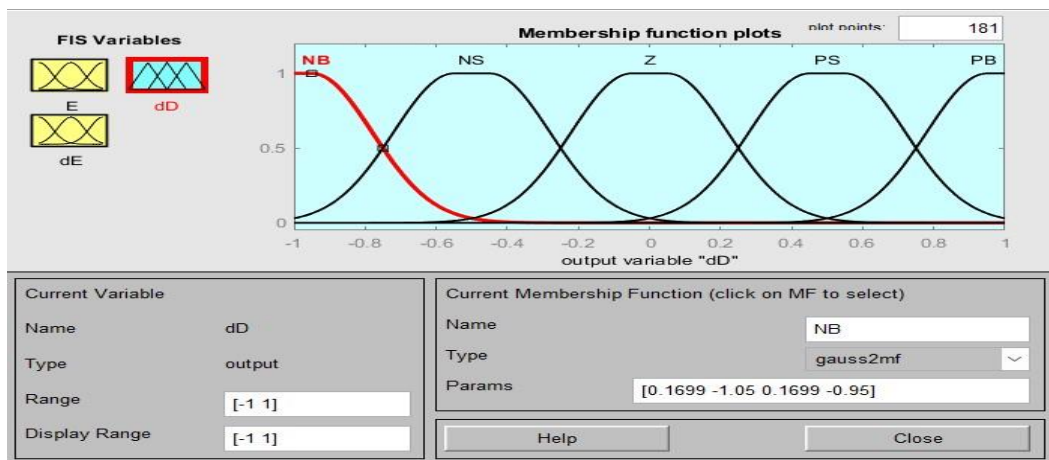 FIS Variables
E
dD
dE
Membership function plots
plot points:
181
NB
NS
Z
PS
PB
1
0.5
0
-1
-0.8
-0.6
-0.4
-0.2
0
0.2
0.4
0.6
0.8
1
output variable "dD"
Current Variable
Name
dD
Type
output
Range
[-1 1]
Display Range
[-1 1]
Current Membership Function (click on MF to select)
Name
NB
Type
gauss2mf
Params
[0.1699 -1.05 0.1699 -0.95]
Help
Close